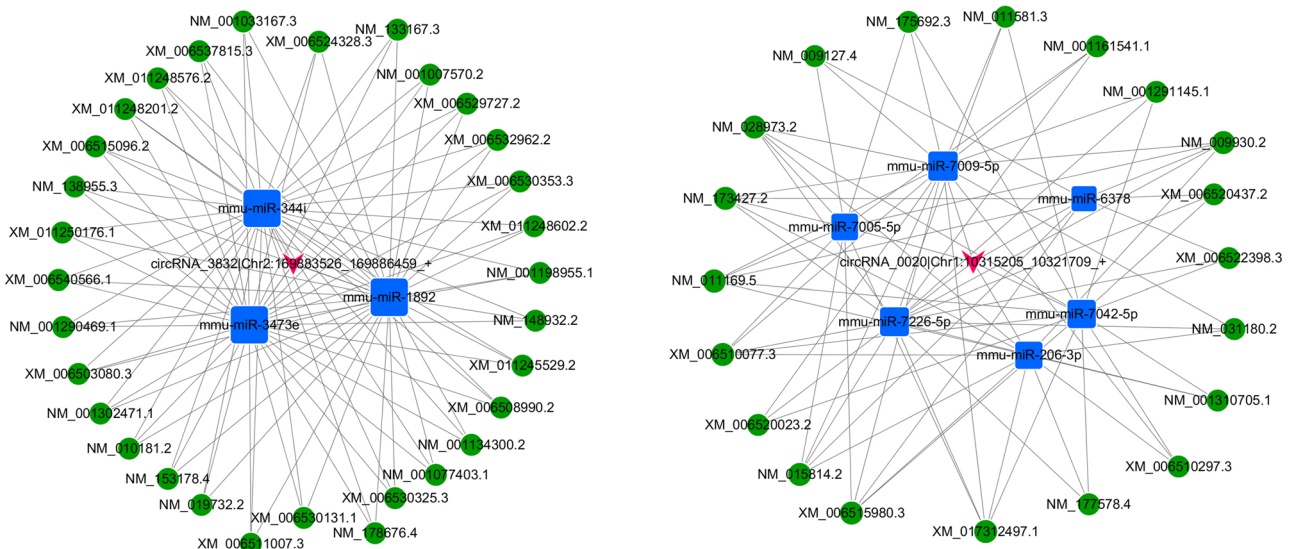 NM_001033167.3
XM_006524328.3
NM_133167.3
XM_006537815.3
XM_011248576.2
NM_001007570.2
XM_011248201.2
XM_006529727.2
XM_006515096.2
XM_006532962.2
NM_138955.3
XM_006530353.3
mmu-miR-344i
XM_011250176.1
XM_011248602.2
circRNA_3832|Chr2:169883526_169886459_+
XM_006540566.1
NM_001198955.1
mmu-miR-1892
NM_001290469.1
mmu-miR-3473e
NM_148932.2
XM_006503080.3
XM_011245529.2
NM_001302471.1
XM_006508990.2
NM_010181.2
NM_001134300.2
NM_153178.4
NM_001077403.1
NM_019732.2
XM_006530325.3
XM_006530131.1
NM_178676.4
XM_006511007.3
NM_175692.3
NM_011581.3
NM_009127.4
NM_001161541.1
NM_001291145.1
NM_028973.2
NM_009930.2
mmu-miR-7009-5p
NM_173427.2
mmu-miR-6378
XM_006520437.2
mmu-miR-7005-5p
circRNA_0020|Chr1:10315205_10321709_+
XM_006522398.3
NM_011169.5
mmu-miR-7226-5p
mmu-miR-7042-5p
NM_031180.2
XM_006510077.3
mmu-miR-206-3p
NM_001310705.1
XM_006520023.2
XM_006510297.3
NM_015814.2
XM_006515980.3
NM_177578.4
XM_017312497.1